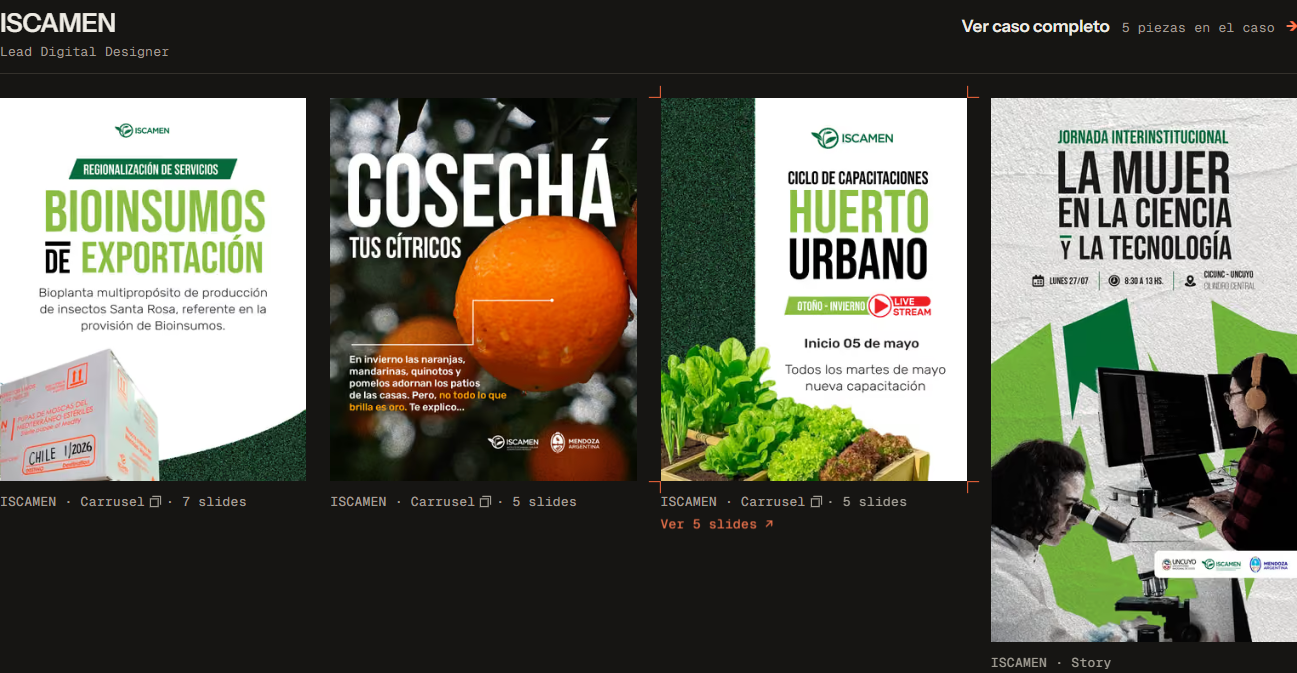 ISCAMEN
Lead Digital Designer
Ver caso completo 5 piezas en el caso →
ISCAMEN
REGIONALIZACIÓN DE SERVICIOS
BIOINSUMOS
DE EXPORTACIÓN
Bioplanta multipropósito de producción
de insectos Santa Rosa, referente en la
provisión de Bioinsumos.
PUPAS DE MOSCAS DEL
MEDITERRÁNEO ESTÉRILES
CHILE 1/2026
ISCAMEN · Carrusel · 7 slides
COSECHÁ
TUS CÍTRICOS
En invierno las naranjas,
mandarinas, quinotos y
pomelos adornan los patios
de las casas. Pero, no todo lo que
brilla es oro. Te explico...
ISCAMEN
MENDOZA
ARGENTINA
ISCAMEN · Carrusel · 5 slides
ISCAMEN
CICLO DE CAPACITACIONES
HUERTO
URBANO
OTOÑO - INVIERNO
LIVE
STREAM
Inicio 05 de mayo
Todos los martes de mayo
nueva capacitación
ISCAMEN · Carrusel · 5 slides
Ver 5 slides ↗
JORNADA INTERINSTITUCIONAL
LA MUJER
EN LA CIENCIA
Y LA TECNOLOGÍA
LUNES 27/07
8:30 A 13 HS.
CICUNC - UNCUYO
CILINDRO CENTRAL
UNCUYO
ISCAMEN
MENDOZA
ARGENTINA
ISCAMEN · Story